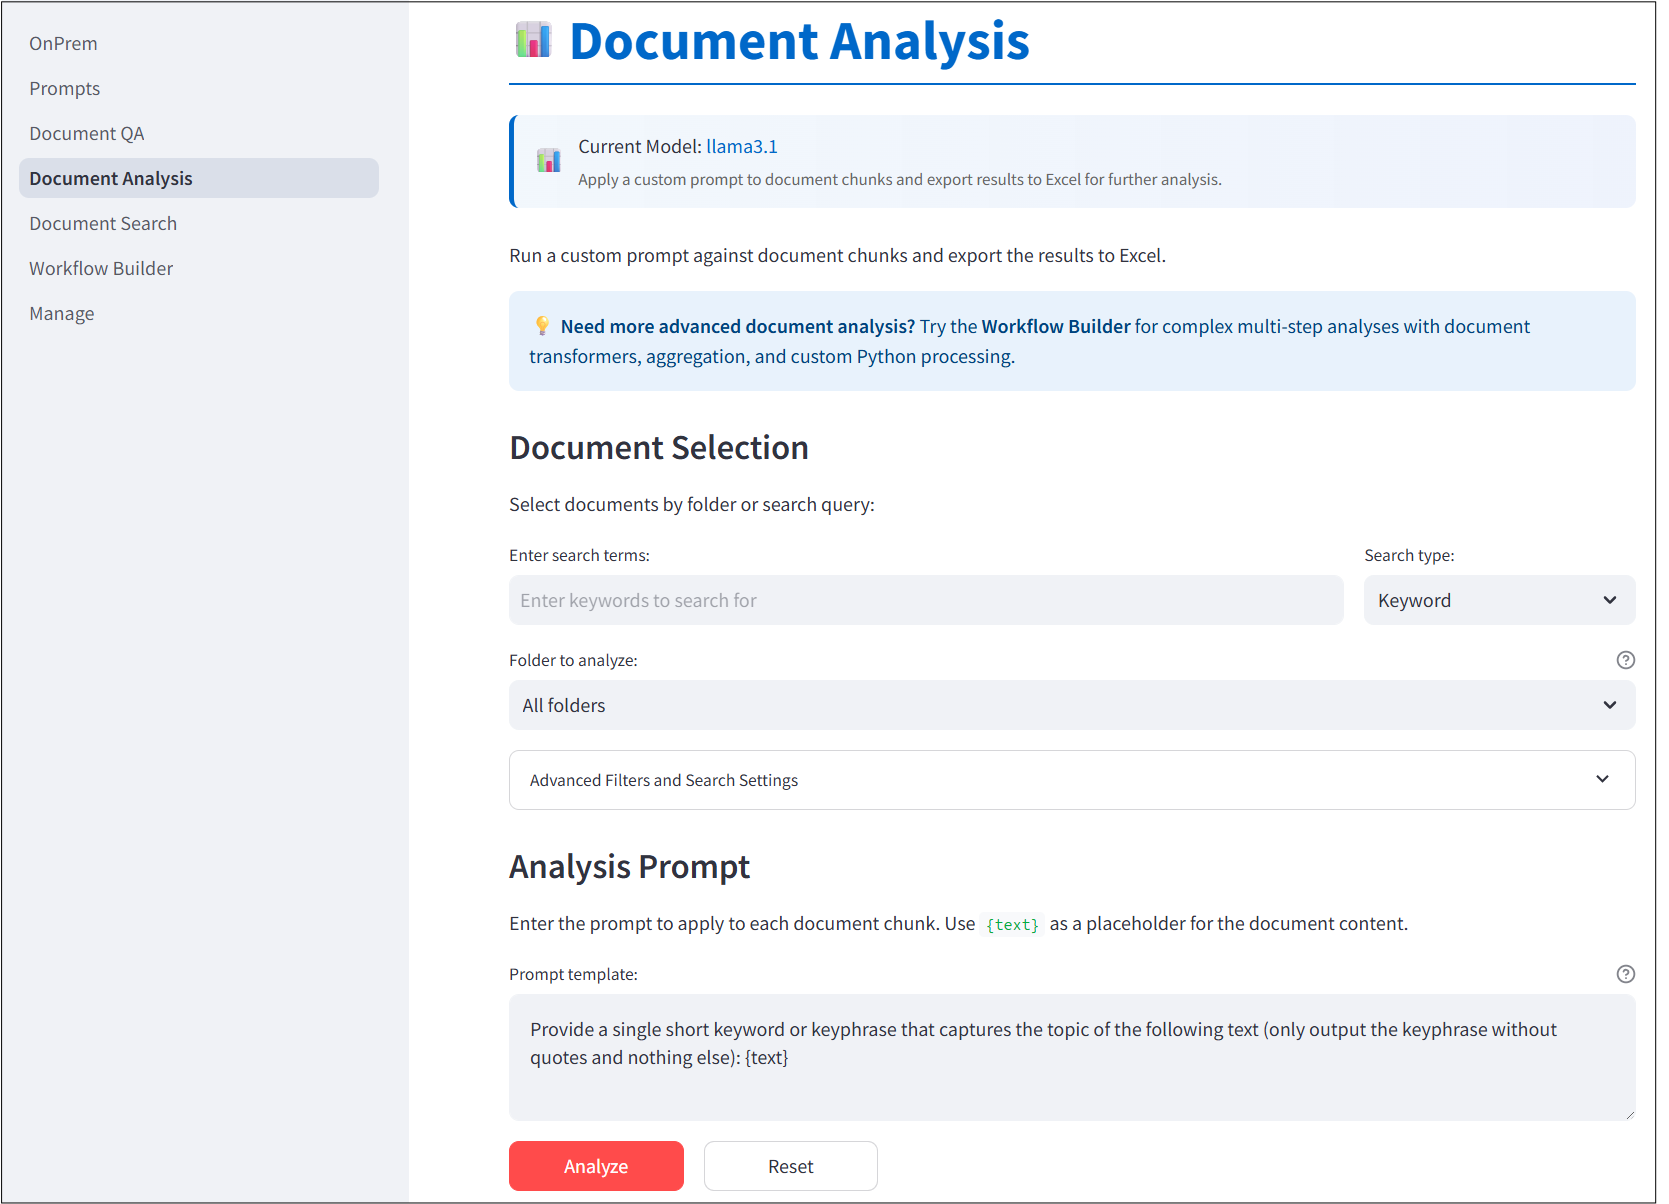 OnPrem
Prompts
Document QA
Document Analysis
Document Search
Workflow Builder
Manage
Document Analysis
Current Model: llama3.1
Apply a custom prompt to document chunks and export results to Excel for further analysis.
Run a custom prompt against document chunks and export the results to Excel.
Need more advanced document analysis? Try the Workflow Builder for complex multi-step analyses with document
transformers, aggregation, and custom Python processing.
Document Selection
Select documents by folder or search query:
Enter search terms:
Search type:
Enter keywords to search for
Keyword
Folder to analyze:
All folders
Advanced Filters and Search Settings
Analysis Prompt
Enter the prompt to apply to each document chunk. Use {text} as a placeholder for the document content.
Prompt template:
Provide a single short keyword or keyphrase that captures the topic of the following text (only output the keyphrase without
quotes and nothing else): {text}
Analyze
Reset